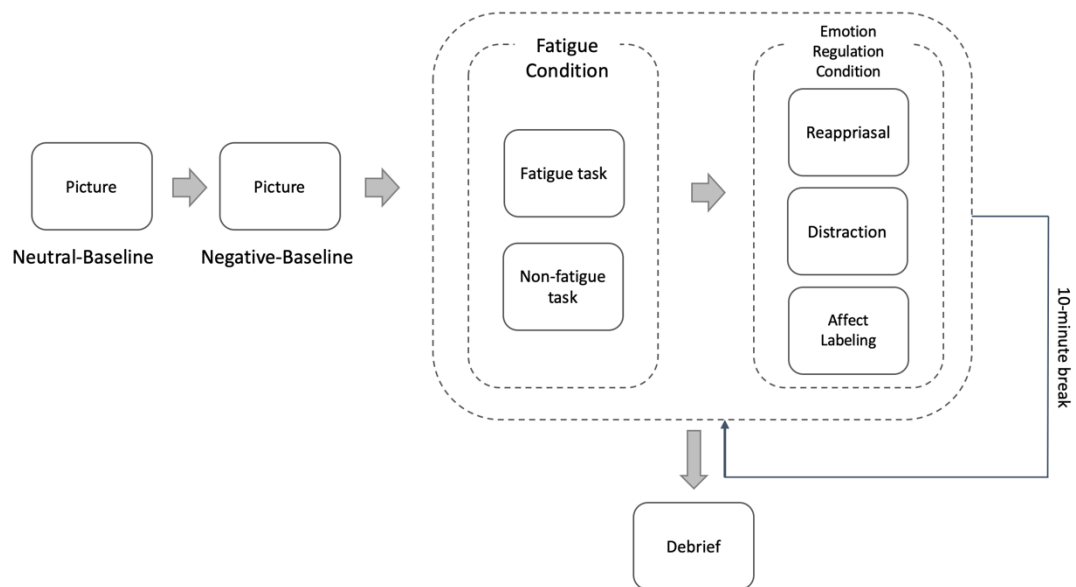 Picture
Neutral-Baseline
Picture
Negative-Baseline
Fatigue
Condition
Fatigue task
Non-fatigue
task
Emotion
Regulation
Condition
Reappriasal
Distraction
Affect
Labeling
10-minute break
Debrief